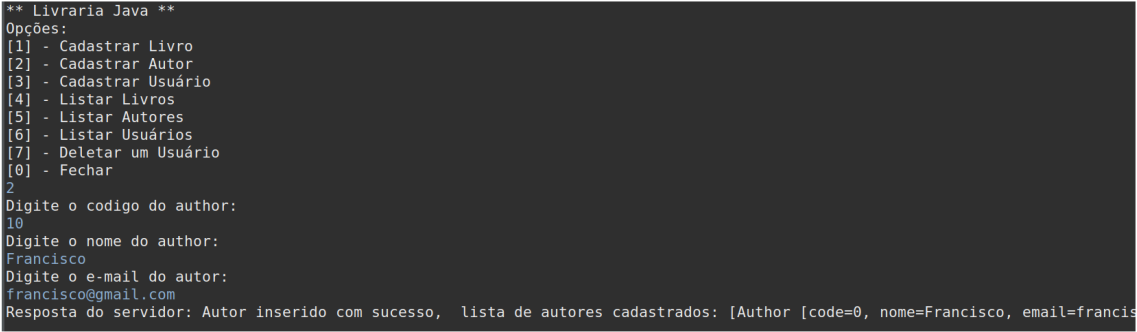 ** Livraria Java **
Opções:
[1] - Cadastrar Livro
[2] - Cadastrar Autor
[3] - Cadastrar Usuário
[4] - Listar Livros
[5] - Listar Autores
[6] - Listar Usuários
[7] - Deletar um Usuário
[0] - Fechar
2
Digite o codigo do author:
10
Digite o nome do author:
Francisco
Digite o e-mail do autor:
francisco@gmail.com
Resposta do servidor: Autor inserido com sucesso,  lista de autores cadastrados: [Author [code=0, nome=Francisco, email=francis